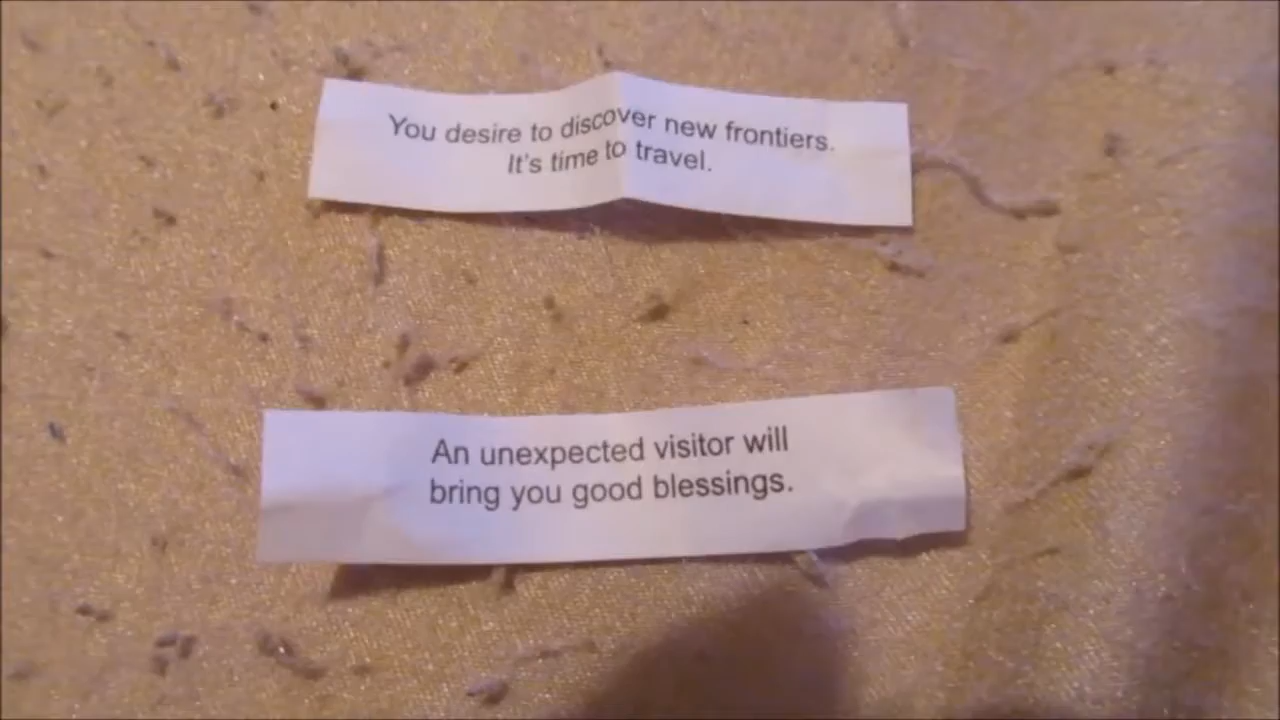 You desire to discover new frontiers.
It's time to travel.
An unexpected visitor will
bring you good blessings.